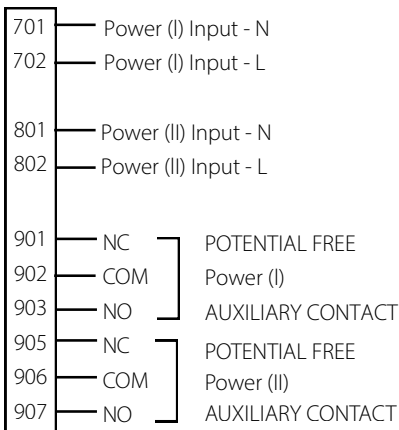 701 Power (I) Input - N
702 Power (I) Input - L
801 Power (II) Input - N
802 Power (II) Input - L
901 NC POTENTIAL FREE
902 COM Power (I)
903 NO AUXILIARY CONTACT
905 NC POTENTIAL FREE
906 COM Power (II)
907 NO AUXILIARY CONTACT